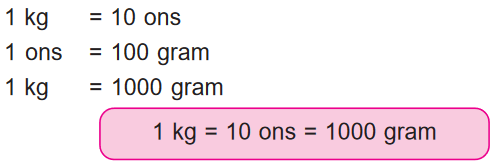 1 kg = 10 ons
1 ons = 100 gram
1 kg = 1000 gram
1 kg = 10 ons = 1000 gram